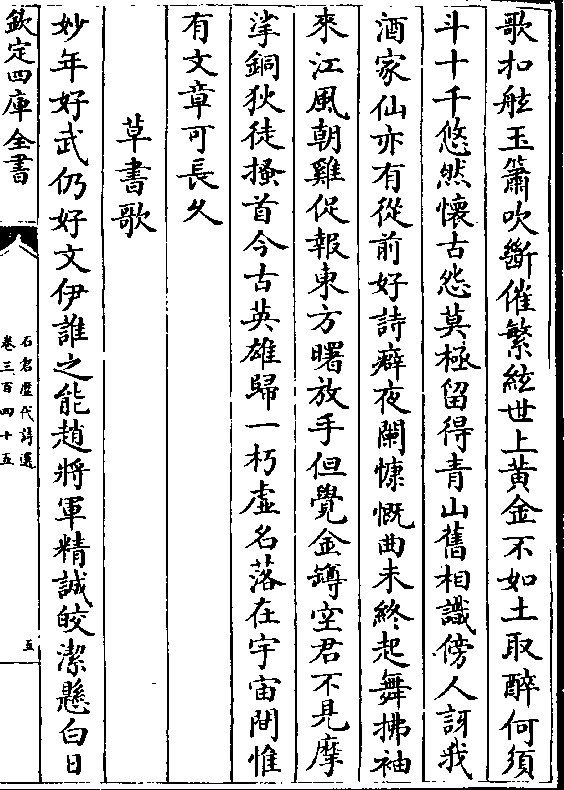 歌扣舷玉簫吹斷催繁絃世上黄金不如土取醉何須
斗十千悠然懷古怨莫極留得青山舊相識傍人訝我
酒家仙亦有從前好詩癖夜闌慷慨曲未終起舞拂袖
來江風朝雞促報東方曙放手但覺金罇空君不見摩
挲銅狄徒搔首今古英雄歸一朽虚名落在宇宙間惟
有文章可長久
草書歌
妙年好武仍好文伊誰之能趙將軍精誠皎潔懸白日
欽定四庫全書
石倉歷代詩選
卷三百四十五
五